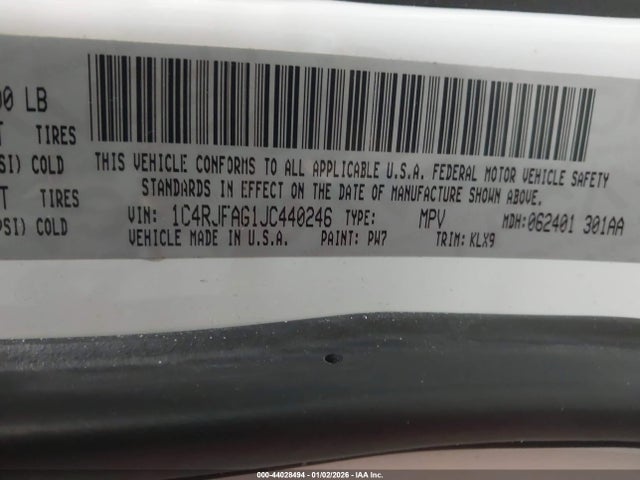 00 LB
TIRES
SI) COLD
TIRES
PSI) COLD
THIS VEHICLE CONFORMS TO ALL APPLICABLE U.S.A. FEDERAL MOTOR VEHICLE SAFETY
STANDARDS IN EFFECT ON THE DATE OF MANUFACTURE SHOWN ABOVE.
VIN: 1C4RJFAG1JC440246 TYPE: MPV MDH:062401 301AA
VEHICLE MADE IN U.S.A. PAINT: PW7 TRIM: KLX9
000-44028494 - 01/02/2026 - IAA Inc.